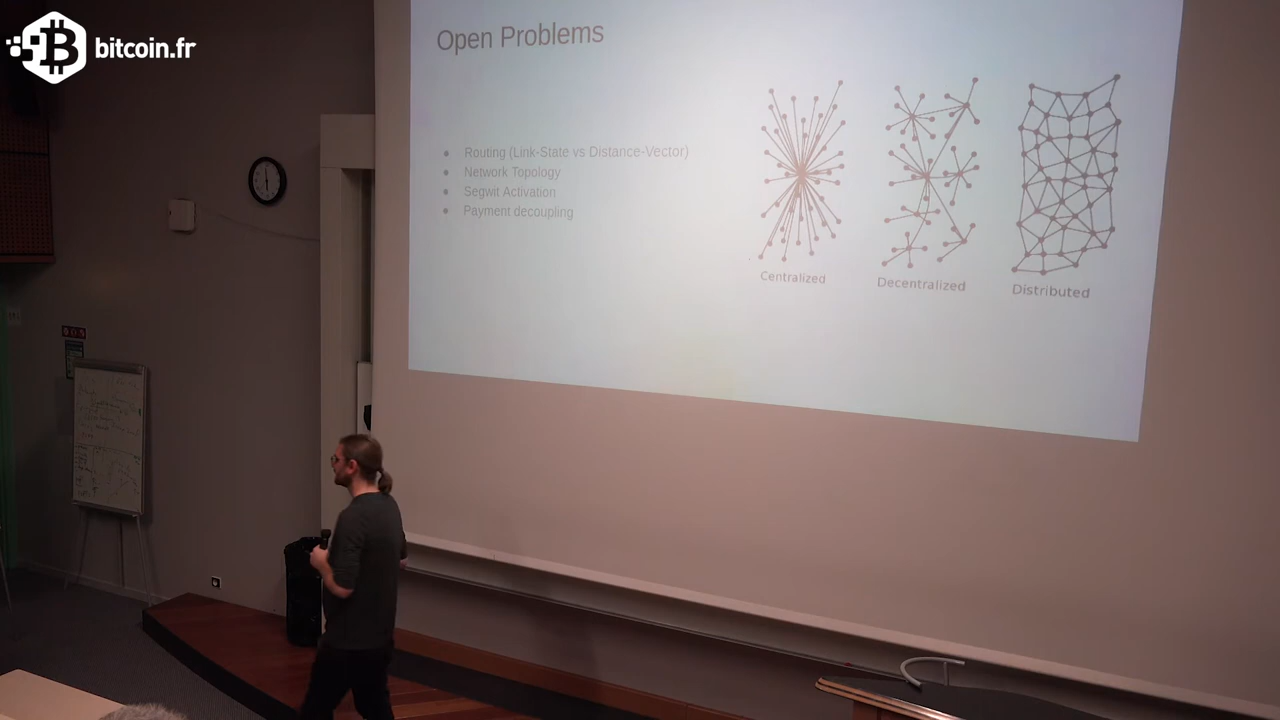 bitcoin.fr
Open Problems
Routing (Link-State vs Distance-Vector)
Network Topology
Segwit Activation
Payment decoupling
Centralized
Decentralized
Distributed